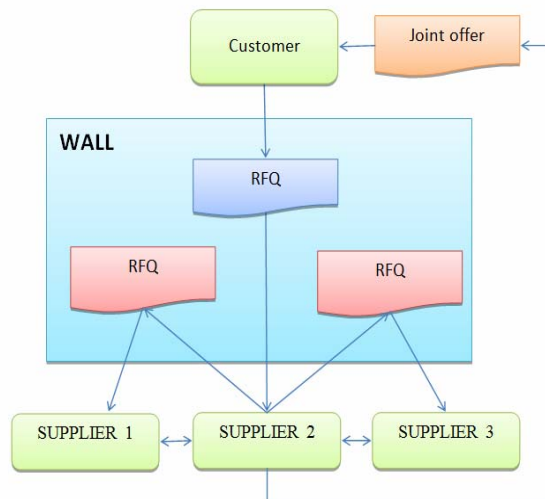 Customer
Joint offer
WALL
RFQ
RFQ
RFQ
SUPPLIER 1
SUPPLIER 2
SUPPLIER 3